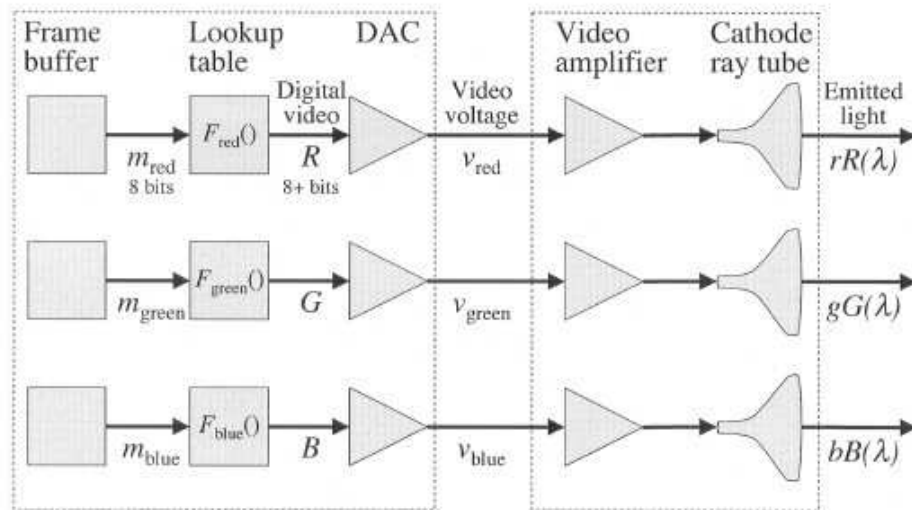 Frame buffer
Lookup table
DAC
Video amplifier
Cathode ray tube
Digital video
Video voltage
Emitted light
F_red()
m_red
8 bits
R
8+ bits
v_red
rR(λ)
F_green()
m_green
G
v_green
gG(λ)
F_blue()
m_blue
B
v_blue
bB(λ)